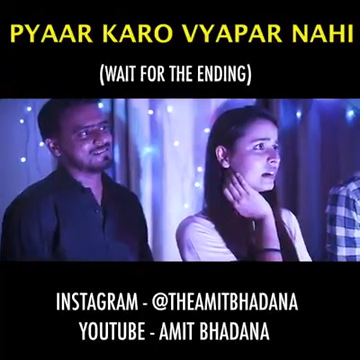 PYAAR KARO VYAPAR NAHI
(WAIT FOR THE ENDING)
INSTAGRAM - @THEAMITBHADANA
YOUTUBE - AMIT BHADANA